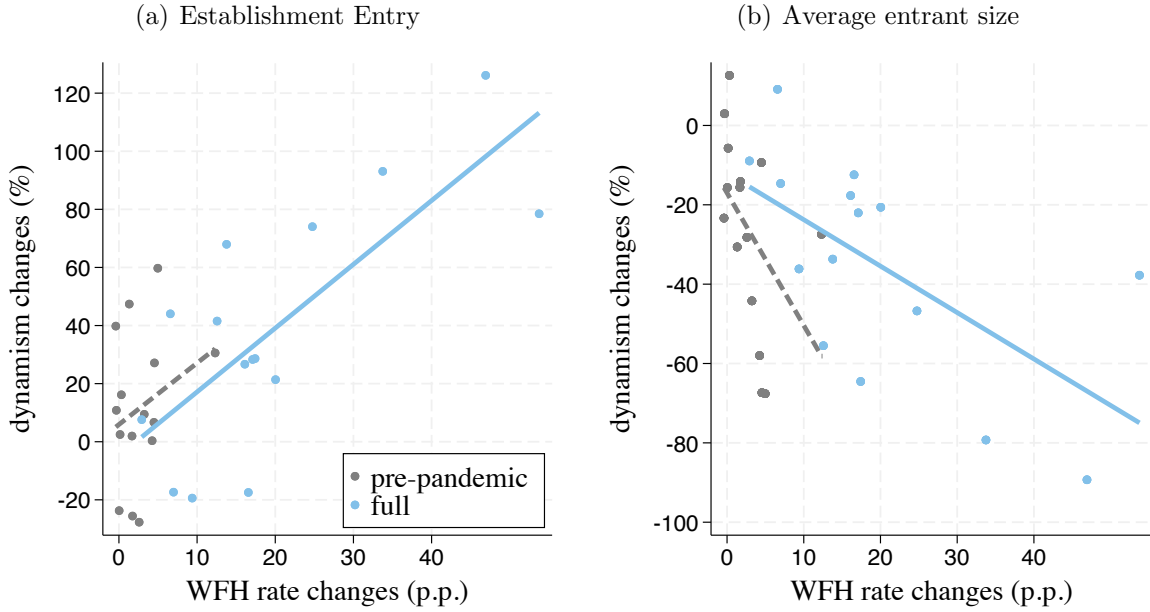 (a) Establishment Entry
dynamism changes (%)
120
100
80
60
40
20
0
-20
0 10 20 30 40
WFH rate changes (p.p.)
pre-pandemic
full
(b) Average entrant size
dynamism changes (%)
0
-20
-40
-60
-80
-100
0 10 20 30 40
WFH rate changes (p.p.)